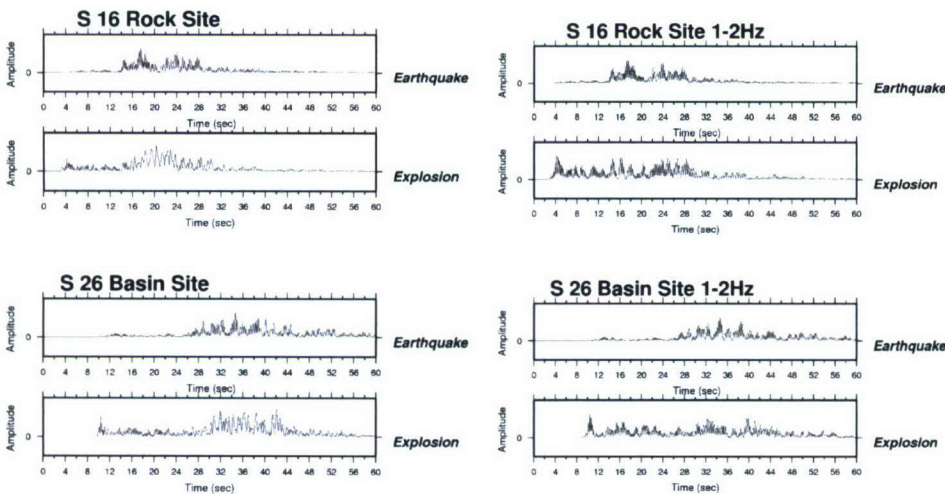 S 16 Rock Site
Amplitude
0
Earthquake
0 4 8 12 16 20 24 28 32 36 40 44 48 52 56 60
Time (sec)
Amplitude
0
Explosion
0 4 8 12 16 20 24 28 32 36 40 44 48 52 56 60
Time (sec)
S 16 Rock Site 1-2Hz
Amplitude
0
Earthquake
0 4 8 12 16 20 24 28 32 36 40 44 48 52 56 60
Time (sec)
Amplitude
0
Explosion
0 4 8 12 16 20 24 28 32 36 40 44 48 52 56 60
Time (sec)
S 26 Basin Site
Amplitude
0
Earthquake
0 4 8 12 16 20 24 28 32 36 40 44 48 52 56 60
Time (sec)
Amplitude
0
Explosion
0 4 8 12 16 20 24 28 32 36 40 44 48 52 56 60
Time (sec)
S 26 Basin Site 1-2Hz
Amplitude
0
Earthquake
0 4 8 12 16 20 24 28 32 36 40 44 48 52 56 60
Time (sec)
Amplitude
0
Explosion
0 4 8 12 16 20 24 28 32 36 40 44 48 52 56 60
Time (sec)